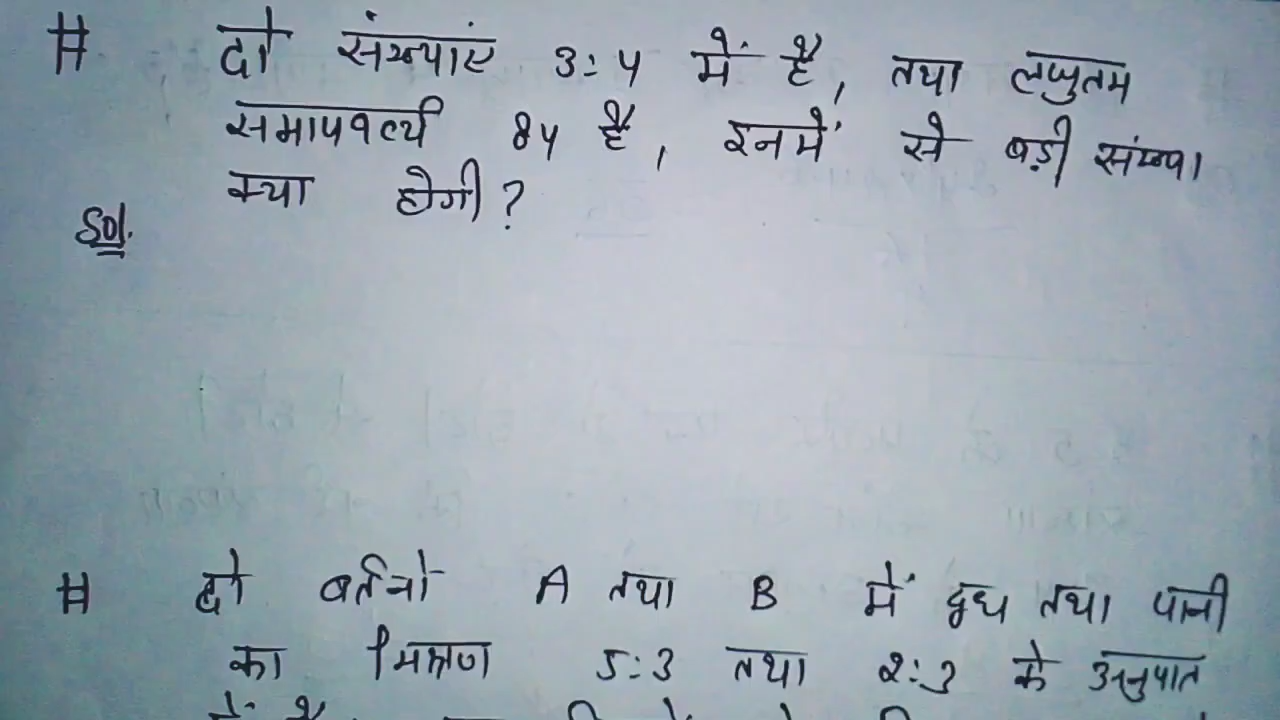 # दो संख्याएं 3:4 में है, तथा लघुतम
समापवर्त्य 84 है, इनमें से बड़ी संख्या
क्या होगी?
Sol.
# दो बर्तनो A तथा B में दुध तथा पानी
का मिश्रण 5:3 तथा 2:3 के अनुपात